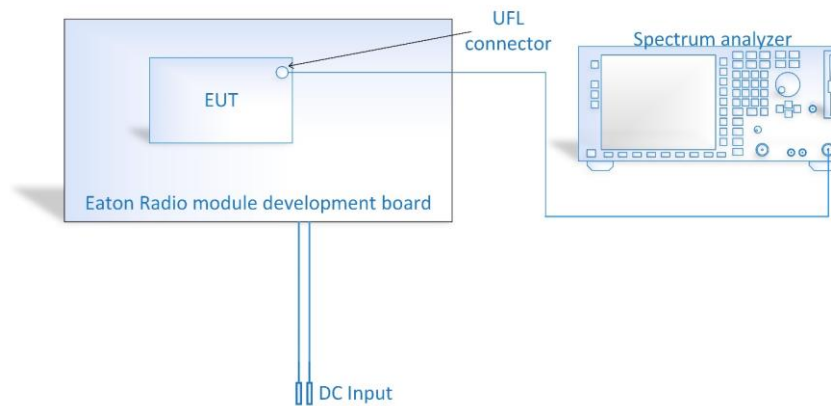 UFL
connector
Spectrum analyzer
EUT
Eaton Radio module development board
DC Input